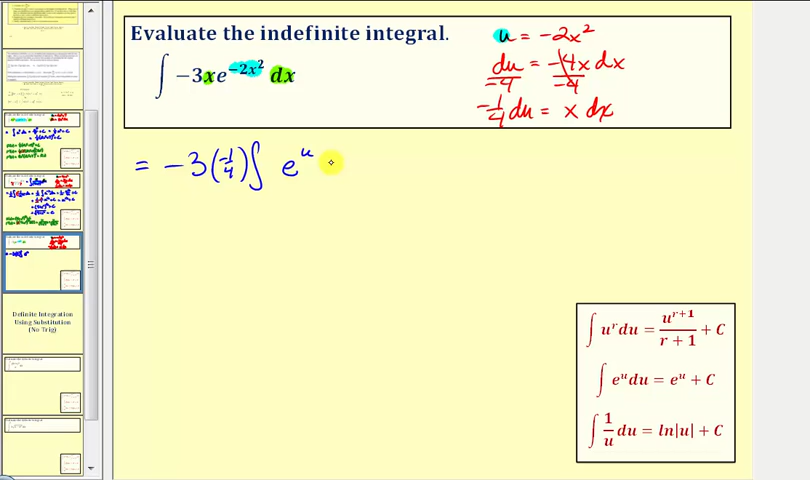 Evaluate the indefinite integral.
∫ −3xe^{−2x²} dx
u = −2x²
du/−4 = −4x dx/−4
−1/4 du = x dx
= −3(−1/4) ∫ e^u
∫ u^r du = u^{r+1}/(r + 1) + C
∫ e^u du = e^u + C
∫ 1/u du = ln|u| + C
Definite Integration
Using Substitution
(No Trig)